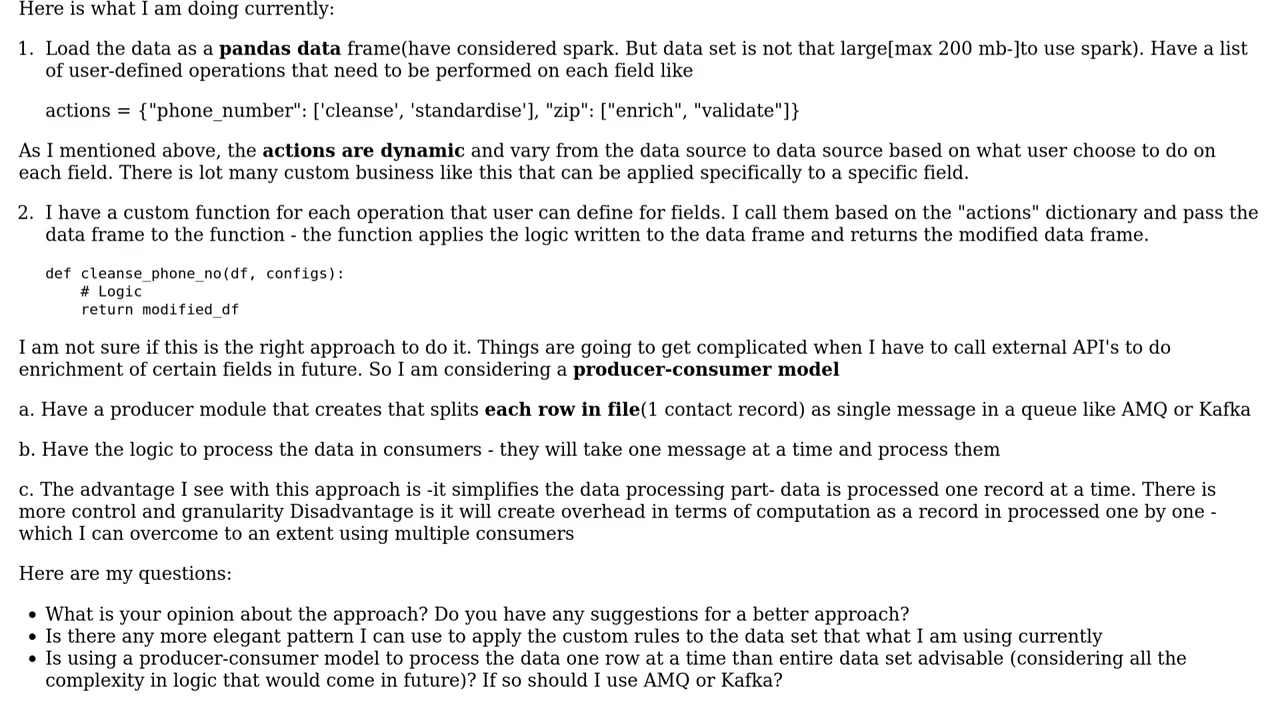 Here is what I am doing currently:
1. Load the data as a pandas data frame(have considered spark. But data set is not that large[max 200 mb-]to use spark). Have a list
of user-defined operations that need to be performed on each field like
actions = {"phone_number": ['cleanse', 'standardise'], "zip": ["enrich", "validate"]}
As I mentioned above, the actions are dynamic and vary from the data source to data source based on what user choose to do on
each field. There is lot many custom business like this that can be applied specifically to a specific field.
2. I have a custom function for each operation that user can define for fields. I call them based on the "actions" dictionary and pass the
data frame to the function - the function applies the logic written to the data frame and returns the modified data frame.
def cleanse_phone_no(df, configs):
# Logic
return modified_df
I am not sure if this is the right approach to do it. Things are going to get complicated when I have to call external API's to do
enrichment of certain fields in future. So I am considering a producer-consumer model
a. Have a producer module that creates that splits each row in file(1 contact record) as single message in a queue like AMQ or Kafka
b. Have the logic to process the data in consumers - they will take one message at a time and process them
c. The advantage I see with this approach is -it simplifies the data processing part- data is processed one record at a time. There is
more control and granularity Disadvantage is it will create overhead in terms of computation as a record in processed one by one -
which I can overcome to an extent using multiple consumers
Here are my questions:
• What is your opinion about the approach? Do you have any suggestions for a better approach?
• Is there any more elegant pattern I can use to apply the custom rules to the data set that what I am using currently
• Is using a producer-consumer model to process the data one row at a time than entire data set advisable (considering all the
complexity in logic that would come in future)? If so should I use AMQ or Kafka?